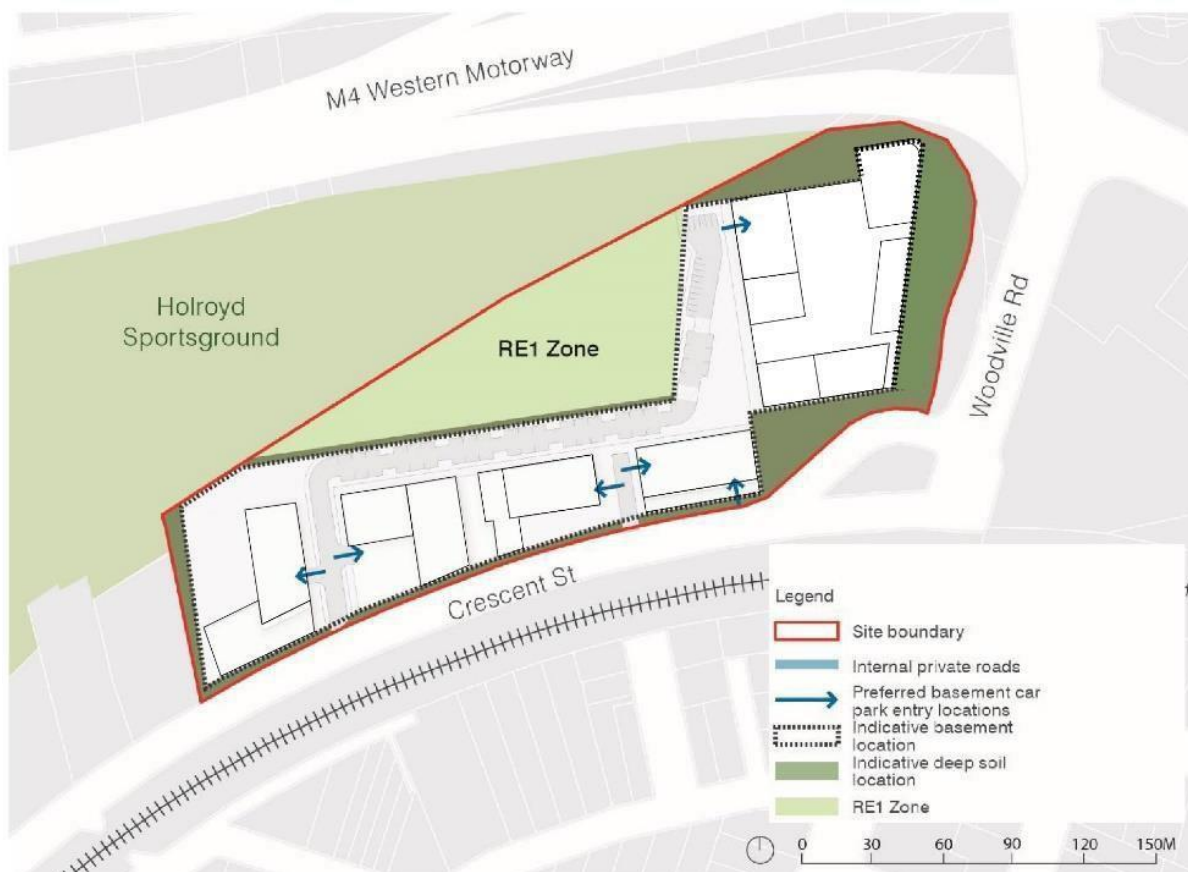 M4 Western Motorway
Holroyd
Sportsground
RE1 Zone
Woodville Rd
Crescent St
Legend
Site boundary
Internal private roads
Preferred basement car
park entry locations
Indicative basement
location
Indicative deep soil
location
RE1 Zone
0 30 60 90 120 150M